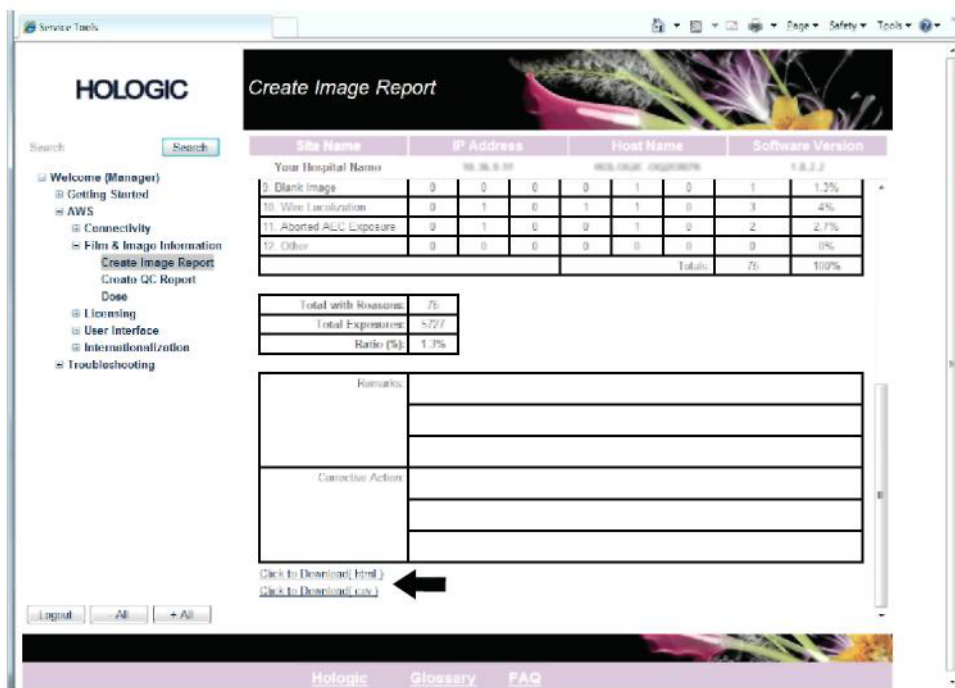 Service Tools
Page Safety Tools
HOLOGIC
Create Image Report
Search Search
Site Name IP Address Host Name Software Version
Your Hospital Name
Welcome (Manager)
Getting Started
AWS
Connectivity
Film & Image Information
Create Image Report
Create QC Report
Dose
Licensing
User Interface
Internationalization
Troubleshooting
9. Blank Image 0 0 0 0 1 0 1 1.3%
10. Wire Localization 0 1 0 1 1 0 3 4%
11. Aborted AEC Exposure 0 1 0 0 1 0 2 2.7%
12. Other 0 0 0 0 0 0 0 0%
Totals: 76 100%
Total with Reasons: 76
Total Exposures: 5727
Ratio (%): 1.3%
Remarks:
Corrective Action:
Click to Download( html )
Click to Download( csv )
Logout - All + All
Hologic Glossary FAQ